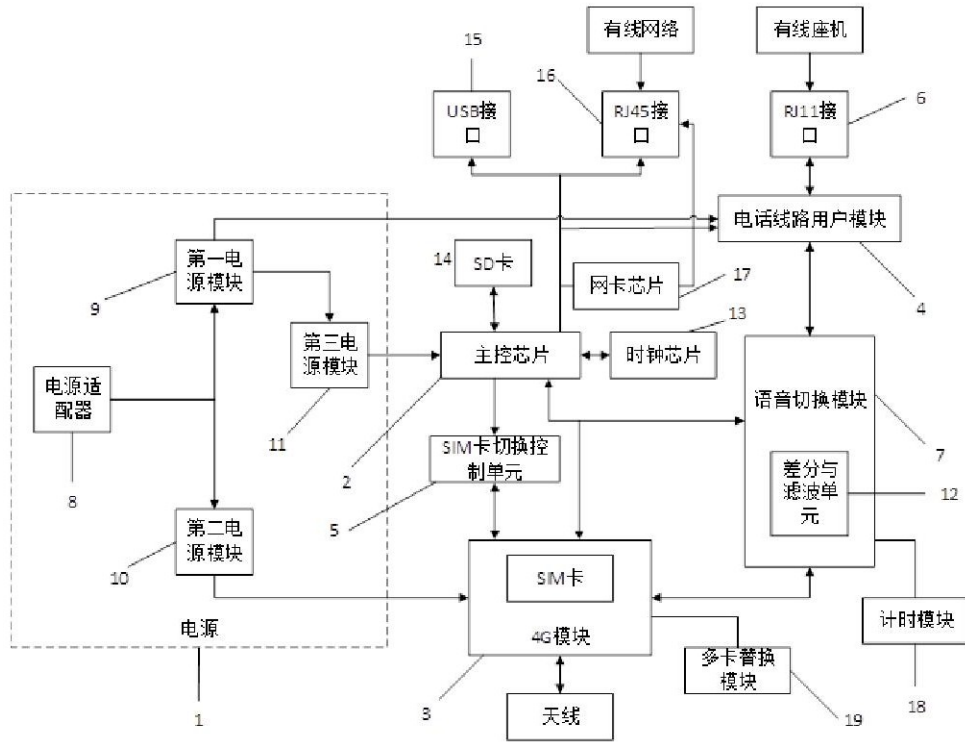 有线网络
有线座机
15
16
6
USB接
口
RJ45接
口
RJ11接
口
电话线路用户模块
第一电
源模块
14
SD卡
网卡芯片
17
9
4
13
第三电
源模块
主控芯片
时钟芯片
电源适
配器
语音切换模块
11
8
2
SIM卡切换控
制单元
7
差分与
滤波单
元
12
5
第二电
源模块
10
SIM卡
4G模块
计时模块
电源
多卡替换
模块
1
3
天线
19
18